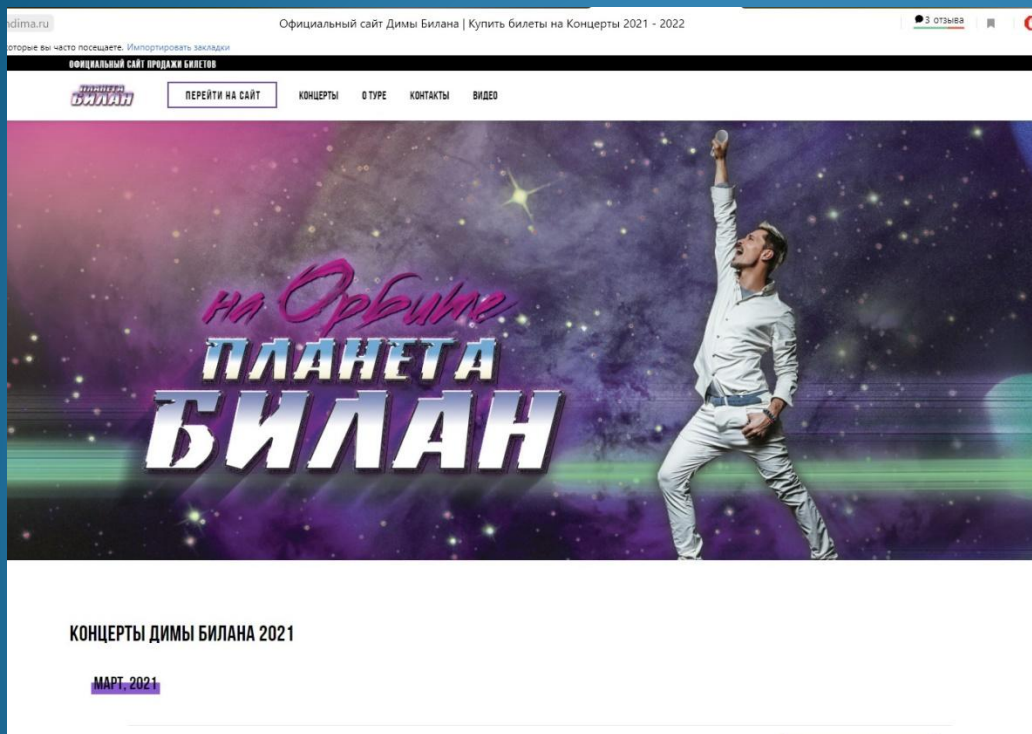 ndima.ru
Официальный сайт Димы Билана | Купить билеты на Концерты 2021 - 2022
3 отзыва
которые вы часто посещаете. Импортировать закладки
ОФИЦИАЛЬНЫЙ САЙТ ПРОДАЖИ БИЛЕТОВ
ПЛАНЕТА
БИЛАН
ПЕРЕЙТИ НА САЙТ
КОНЦЕРТЫ
О ТУРЕ
КОНТАКТЫ
ВИДЕО
на Орбите
ПЛАНЕТА
БИЛАН
КОНЦЕРТЫ ДИМЫ БИЛАНА 2021
МАРТ, 2021